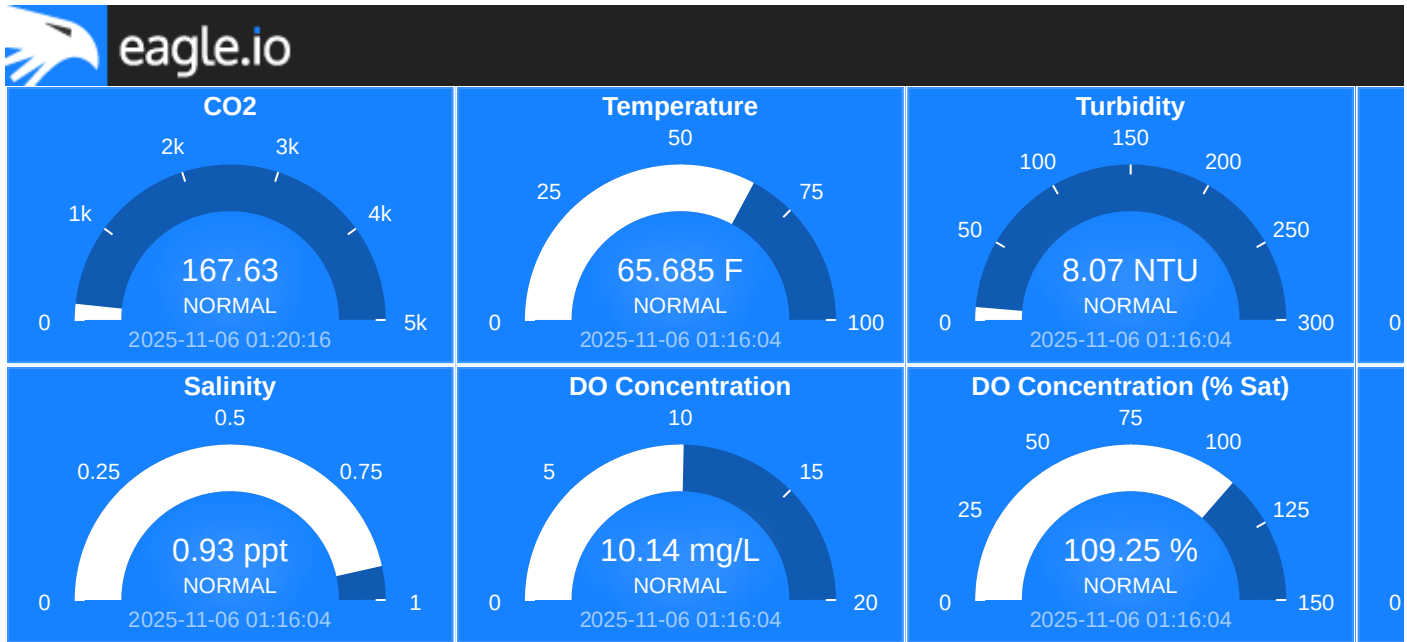 eagle.io
CO2
2k
3k
1k
4k
167.63
NORMAL
0
5k
2025-11-06 01:20:16
Temperature
50
25
75
65.685 F
NORMAL
0
100
2025-11-06 01:16:04
Turbidity
150
100
200
50
250
8.07 NTU
NORMAL
0
300
2025-11-06 01:16:04
0
Salinity
0.5
0.25
0.75
0.93 ppt
NORMAL
0
1
2025-11-06 01:16:04
DO Concentration
10
5
15
10.14 mg/L
NORMAL
0
20
2025-11-06 01:16:04
DO Concentration (% Sat)
75
50
100
25
125
109.25 %
NORMAL
0
150
2025-11-06 01:16:04
0